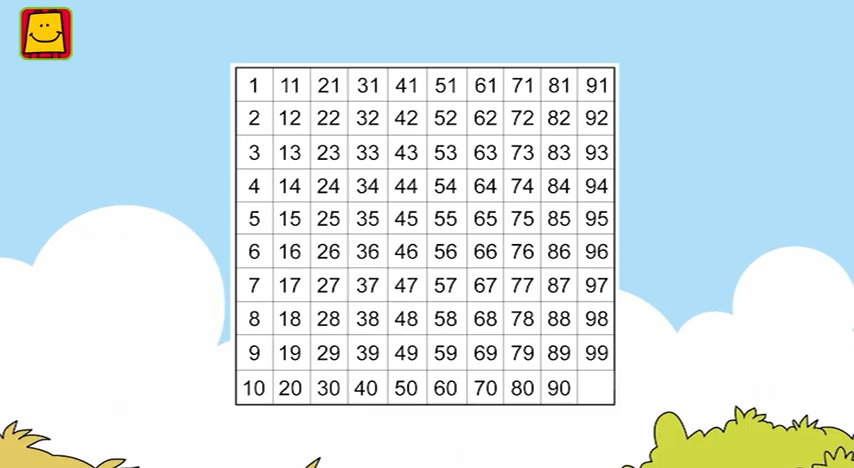 1 11 21 31 41 51 61 71 81 91
2 12 22 32 42 52 62 72 82 92
3 13 23 33 43 53 63 73 83 93
4 14 24 34 44 54 64 74 84 94
5 15 25 35 45 55 65 75 85 95
6 16 26 36 46 56 66 76 86 96
7 17 27 37 47 57 67 77 87 97
8 18 28 38 48 58 68 78 88 98
9 19 29 39 49 59 69 79 89 99
10 20 30 40 50 60 70 80 90